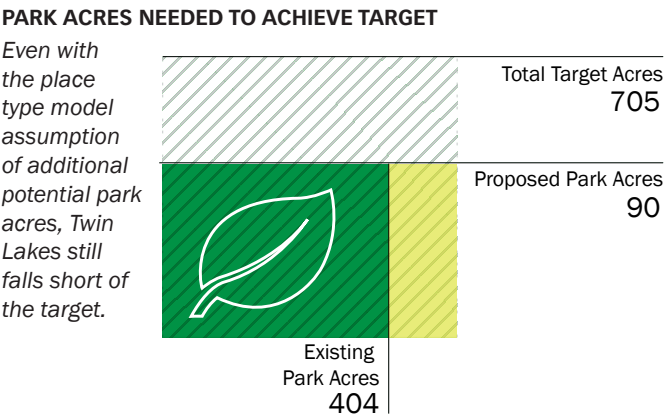 PARK ACRES NEEDED TO ACHIEVE TARGET
Even with
the place
type model
assumption
of additional
potential park
acres, Twin
Lakes still
falls short of
the target.
Total Target Acres
705
Proposed Park Acres
90
Existing
Park Acres
404